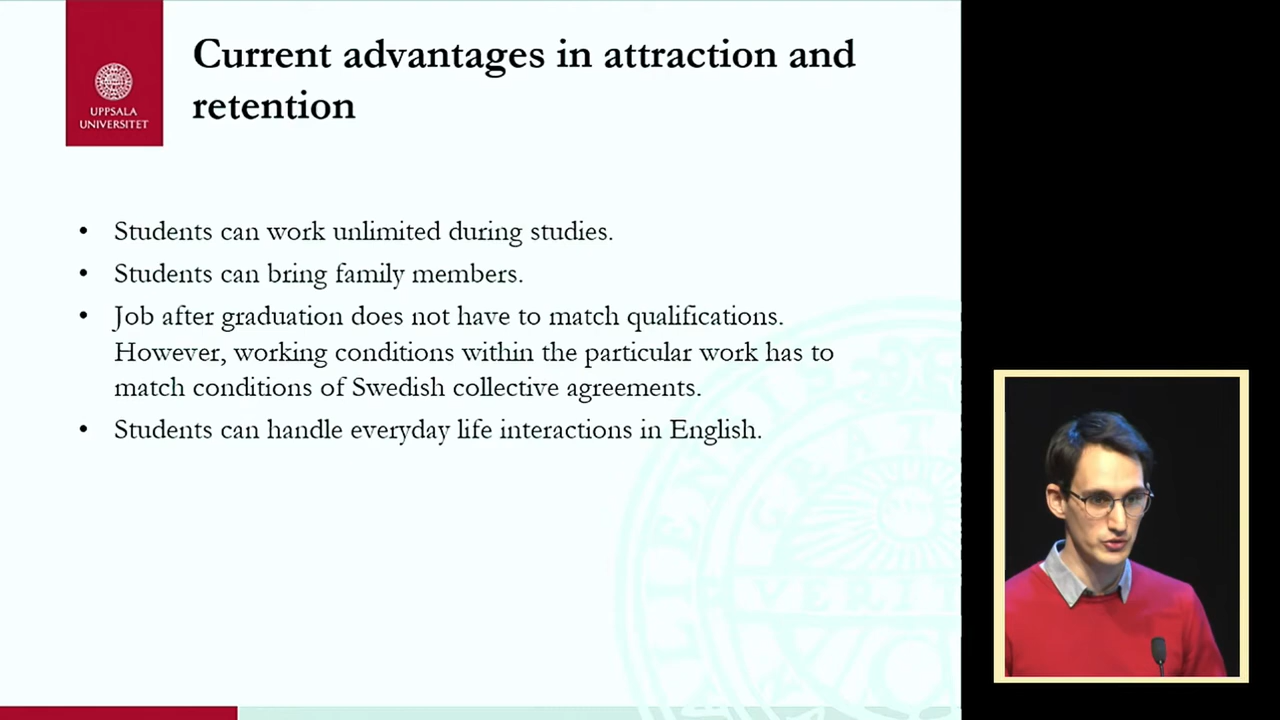 Current advantages in attraction and
retention
UPPSALA
UNIVERSITET
• Students can work unlimited during studies.
• Students can bring family members.
• Job after graduation does not have to match qualifications.
However, working conditions within the particular work has to
match conditions of Swedish collective agreements.
• Students can handle everyday life interactions in English.